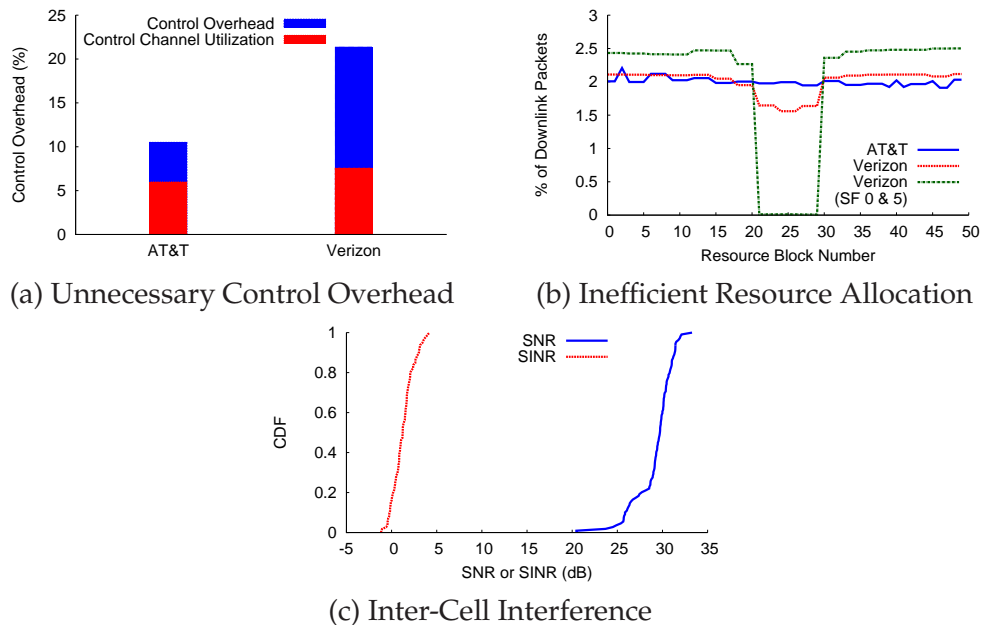 25
20
15
10
5
0
Control Overhead (%)
Control Overhead
Control Channel Utilization
AT&T
Verizon
(a) Unnecessary Control Overhead
3
2.5
2
1.5
1
0.5
0
% of Downlink Packets
AT&T
Verizon
Verizon
(SF 0 & 5)
0 5 10 15 20 25 30 35 40 45 50
Resource Block Number
(b) Inefficient Resource Allocation
1
0.8
0.6
0.4
0.2
0
CDF
SNR
SINR
-5 0 5 10 15 20 25 30 35
SNR or SINR (dB)
(c) Inter-Cell Interference